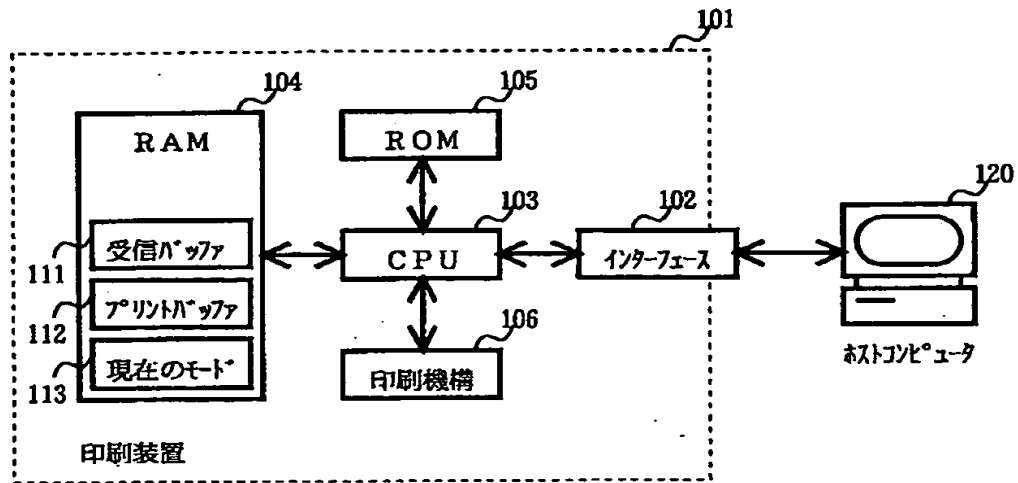 101
104
RAM
105
ROM
103
CPU
102
インターフェース
120
ホストコンピュータ
111
受信バッファ
112
プリントバッファ
113
現在のモード
106
印刷機構
印刷装置